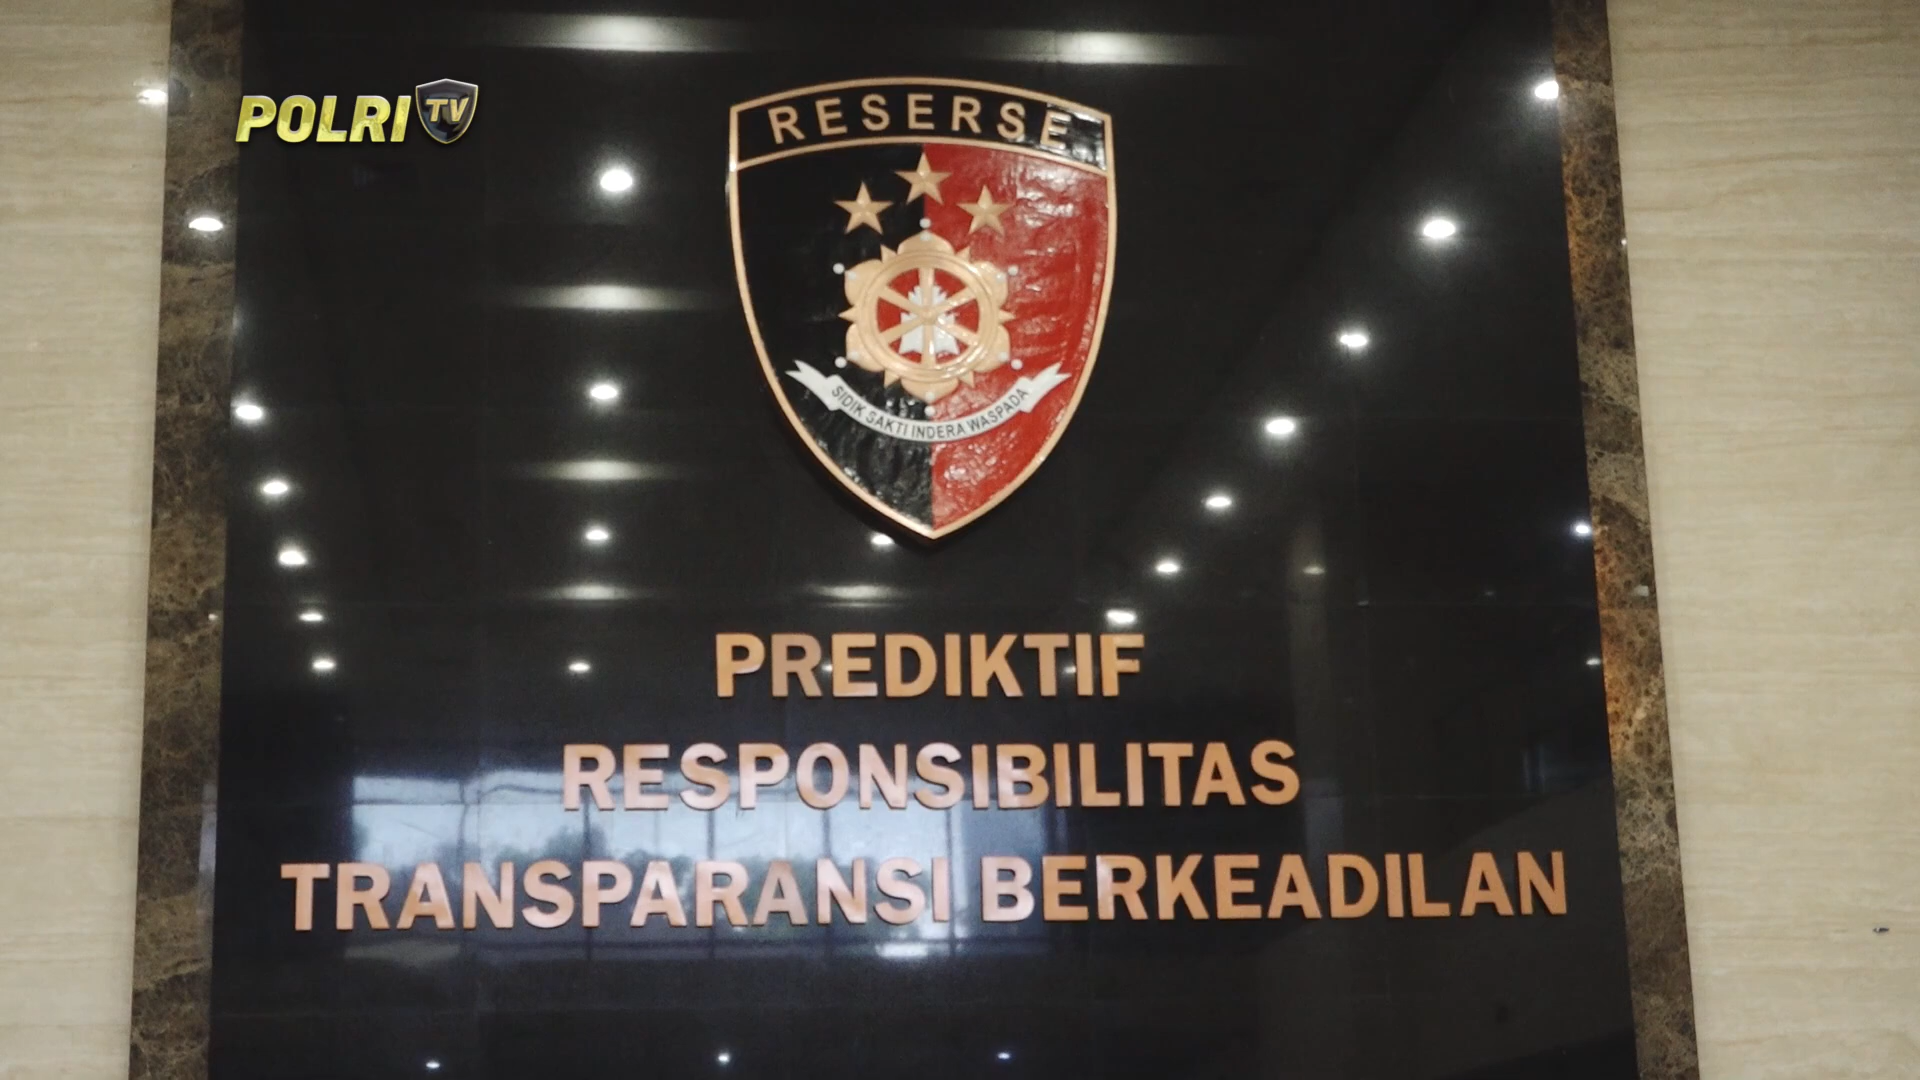 POLRI TV
RESERSE
SIDIK SAKTI INDERA WASPADA
PREDIKTIF
RESPONSIBILITAS
TRANSPARANSI BERKEADILAN